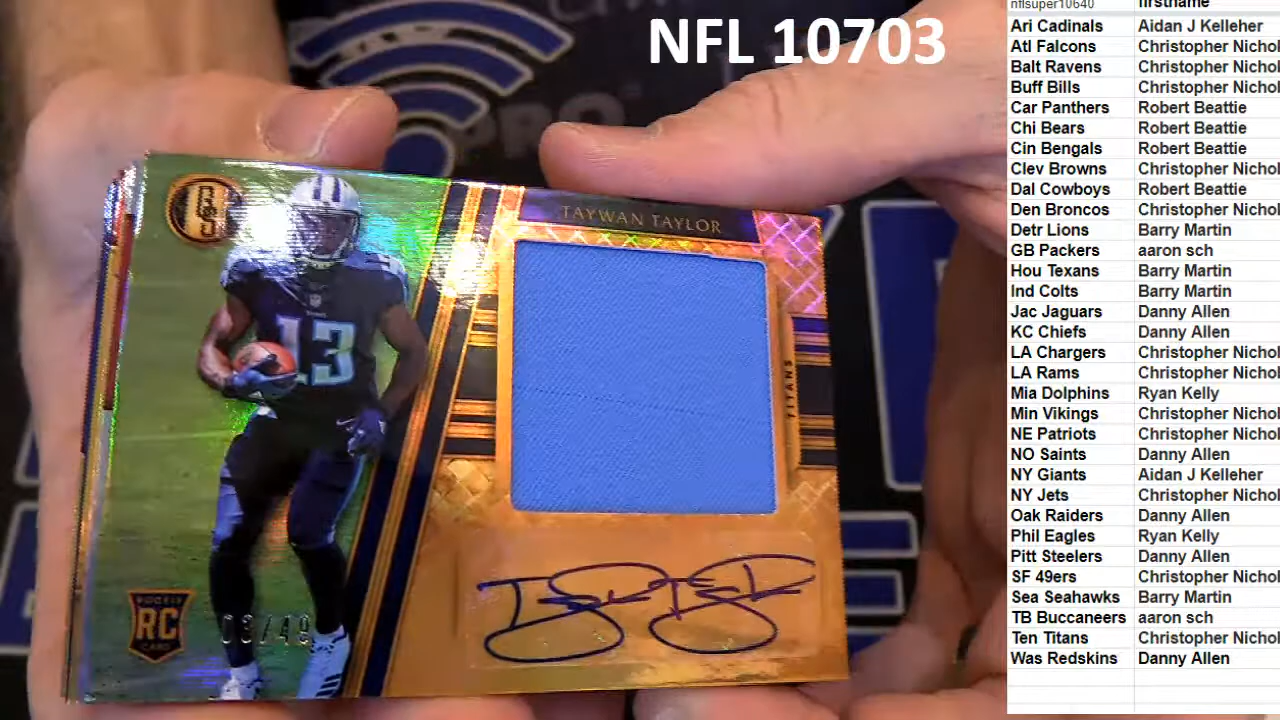 NFL 10703
PRO
TAYWAN TAYLOR
13
TITANS
ROOKIE
RC
CARD
03/49
nflsuper10640 firstname
Ari Cadinals Aidan J Kelleher
Atl Falcons Christopher Nichol
Balt Ravens Christopher Nichol
Buff Bills Christopher Nichol
Car Panthers Robert Beattie
Chi Bears Robert Beattie
Cin Bengals Robert Beattie
Clev Browns Christopher Nichol
Dal Cowboys Robert Beattie
Den Broncos Christopher Nichol
Detr Lions Barry Martin
GB Packers aaron sch
Hou Texans Barry Martin
Ind Colts Barry Martin
Jac Jaguars Danny Allen
KC Chiefs Danny Allen
LA Chargers Christopher Nichol
LA Rams Christopher Nichol
Mia Dolphins Ryan Kelly
Min Vikings Christopher Nichol
NE Patriots Christopher Nichol
NO Saints Danny Allen
NY Giants Aidan J Kelleher
NY Jets Christopher Nichol
Oak Raiders Danny Allen
Phil Eagles Ryan Kelly
Pitt Steelers Danny Allen
SF 49ers Christopher Nichol
Sea Seahawks Barry Martin
TB Buccaneers aaron sch
Ten Titans Christopher Nichol
Was Redskins Danny Allen